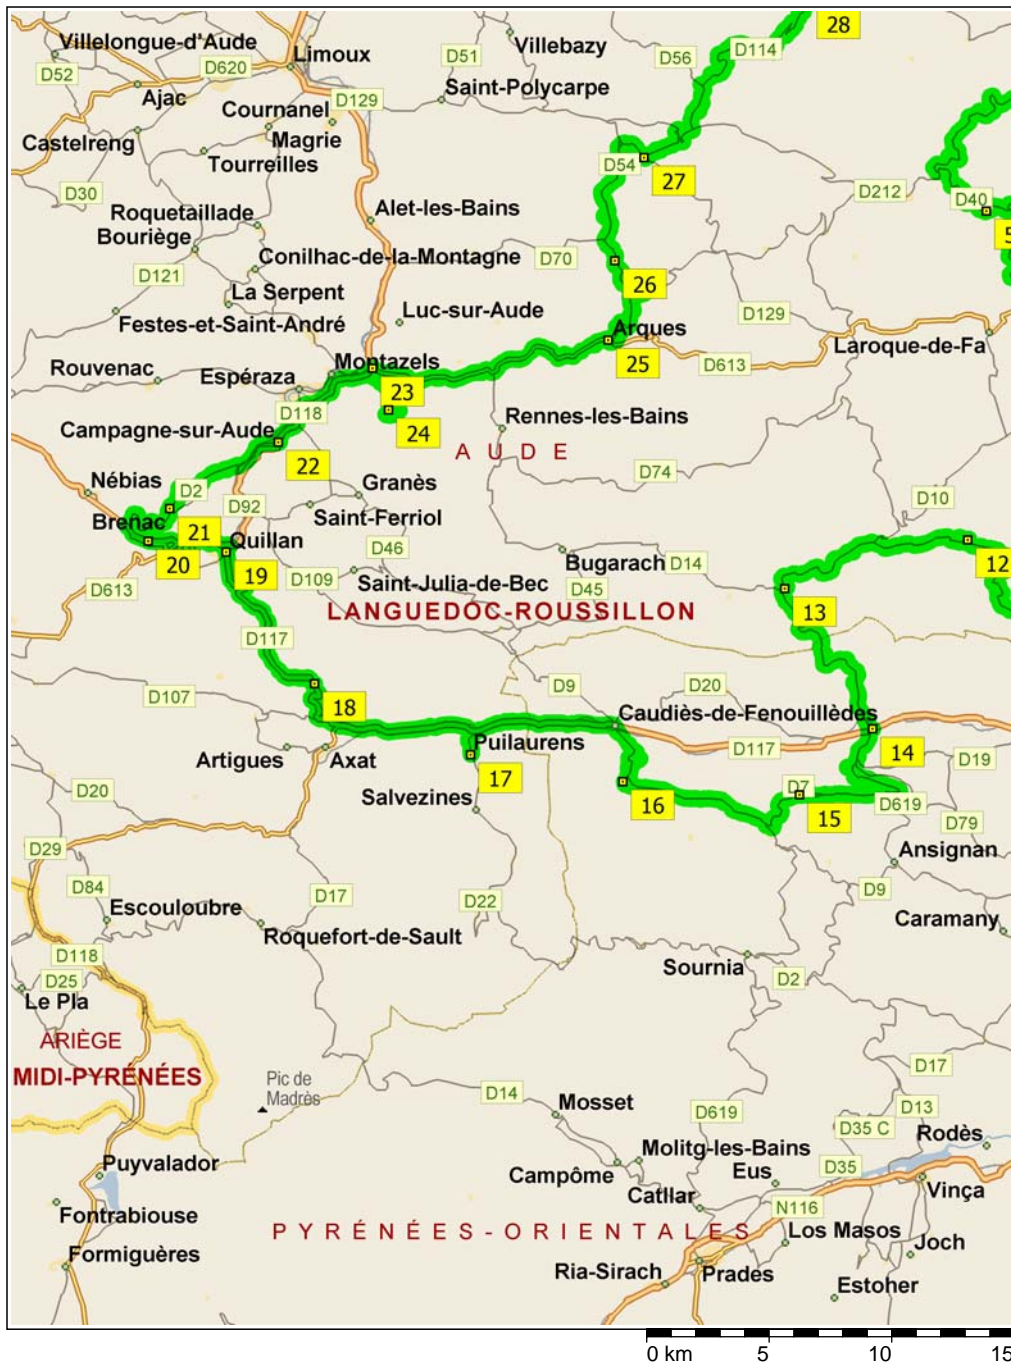 28
Villelongue-d'Aude
Limoux
Villebazy
D51
D56
D114
D52
D620
Ajac
Cournanel
D129
Saint-Polycarpe
Castelreng
Magrie
Tourreilles
D54
27
D30
D212
D40
5
Roquetaillade
Alet-les-Bains
Bouriège
Conilhac-de-la-Montagne
D70
D121
26
La Serpent
Luc-sur-Aude
D129
Festes-et-Saint-André
Arques
Laroque-de-Fa
Montazels
25
D613
Rouvenac
Espéraza
23
D118
24
Rennes-les-Bains
Campagne-sur-Aude
AUDE
22
D74
Nébias
Granès
D2
D92
Saint-Ferriol
D10
Brenac
21
Quillan
D46
20
19
Bugarach
D14
12
D109
Saint-Julia-de-Bec
D613
D45
13
LANGUEDOC-ROUSSILLON
D117
D107
18
D9
D20
Caudiès-de-Fenouillèdes
Artigues
Axat
Puilaurens
D117
14
D19
17
D20
Salvezines
16
D7
15
D619
D79
D29
Ansignan
D84
D17
D22
D9
Escouloubre
Caramany
Roquefort-de-Sault
D118
Sournia
D25
D2
Le Pla
ARIÈGE
MIDI-PYRÉNÉES
Pic de
Madrès
D17
D14
Mosset
D619
D13
D35 C
Rodès
Puyvalador
Molitg-les-Bains
Campôme
Eus
D35
Catllar
Vinça
Fontrabiouse
N116
PYRÉNÉES-ORIENTALES
Los Masos
Joch
Formiguères
Ria-Sirach
Prades
Estoher
0 km
5
10
15